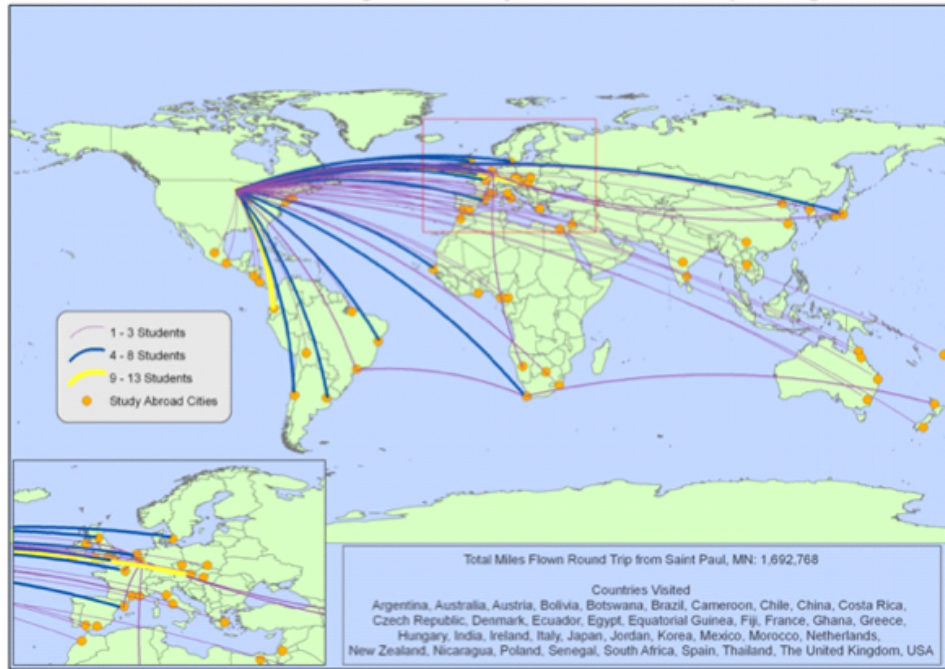 1 - 3 Students
4 - 8 Students
9 - 13 Students
Study Abroad Cities
Total Miles Flown Round Trip from Saint Paul, MN: 1,692,768
Countries Visited
Argentina, Australia, Austria, Bolivia, Botswana, Brazil, Cameroon, Chile, China, Costa Rica,
Czech Republic, Denmark, Ecuador, Egypt, Equatorial Guinea, Fiji, France, Ghana, Greece,
Hungary, India, Ireland, Italy, Japan, Jordan, Korea, Mexico, Morocco, Netherlands,
New Zealand, Nicaragua, Poland, Senegal, South Africa, Spain, Thailand, The United Kingdom, USA